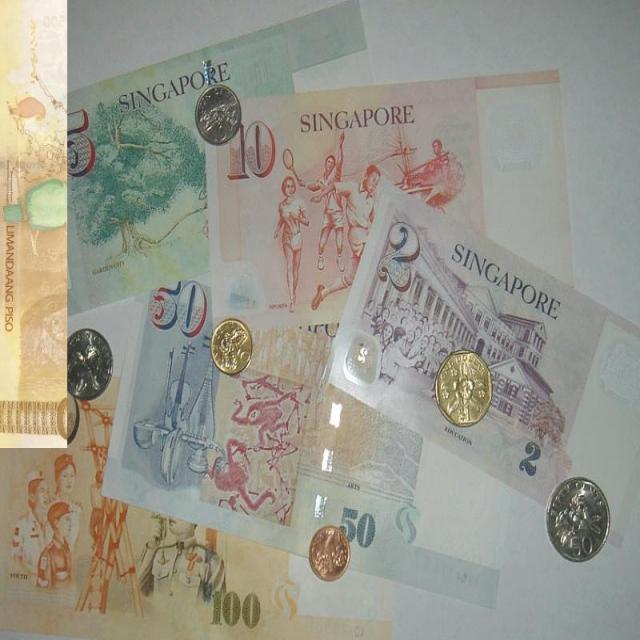 SINGAPORE
5
GARDEN CITY
SINGAPORE
10
SPORTS
SINGAPORE
2
EDUCATION
2
50
ARTS
50
YOUTH
100
LIMANDAANG PISO